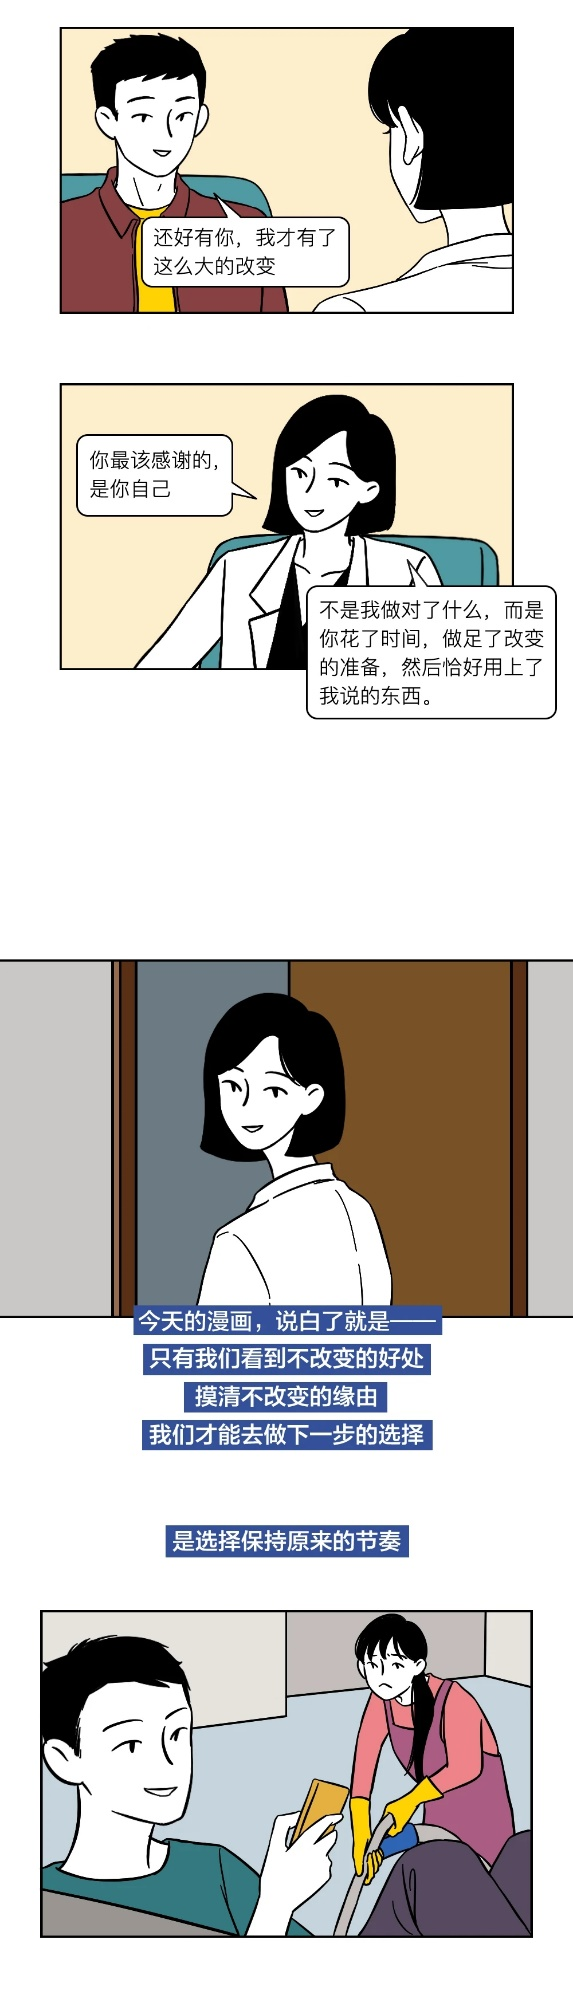 还好有你，我才有了
这么大的改变
你最该感谢的，
是你自己
不是我做对了什么，而是
你花了时间，做足了改变
的准备，然后恰好用上了
我说的东西。
今天的漫画，说白了就是——
只有我们看到不改变的好处
摸清不改变的缘由
我们才能去做下一步的选择
是选择保持原来的节奏